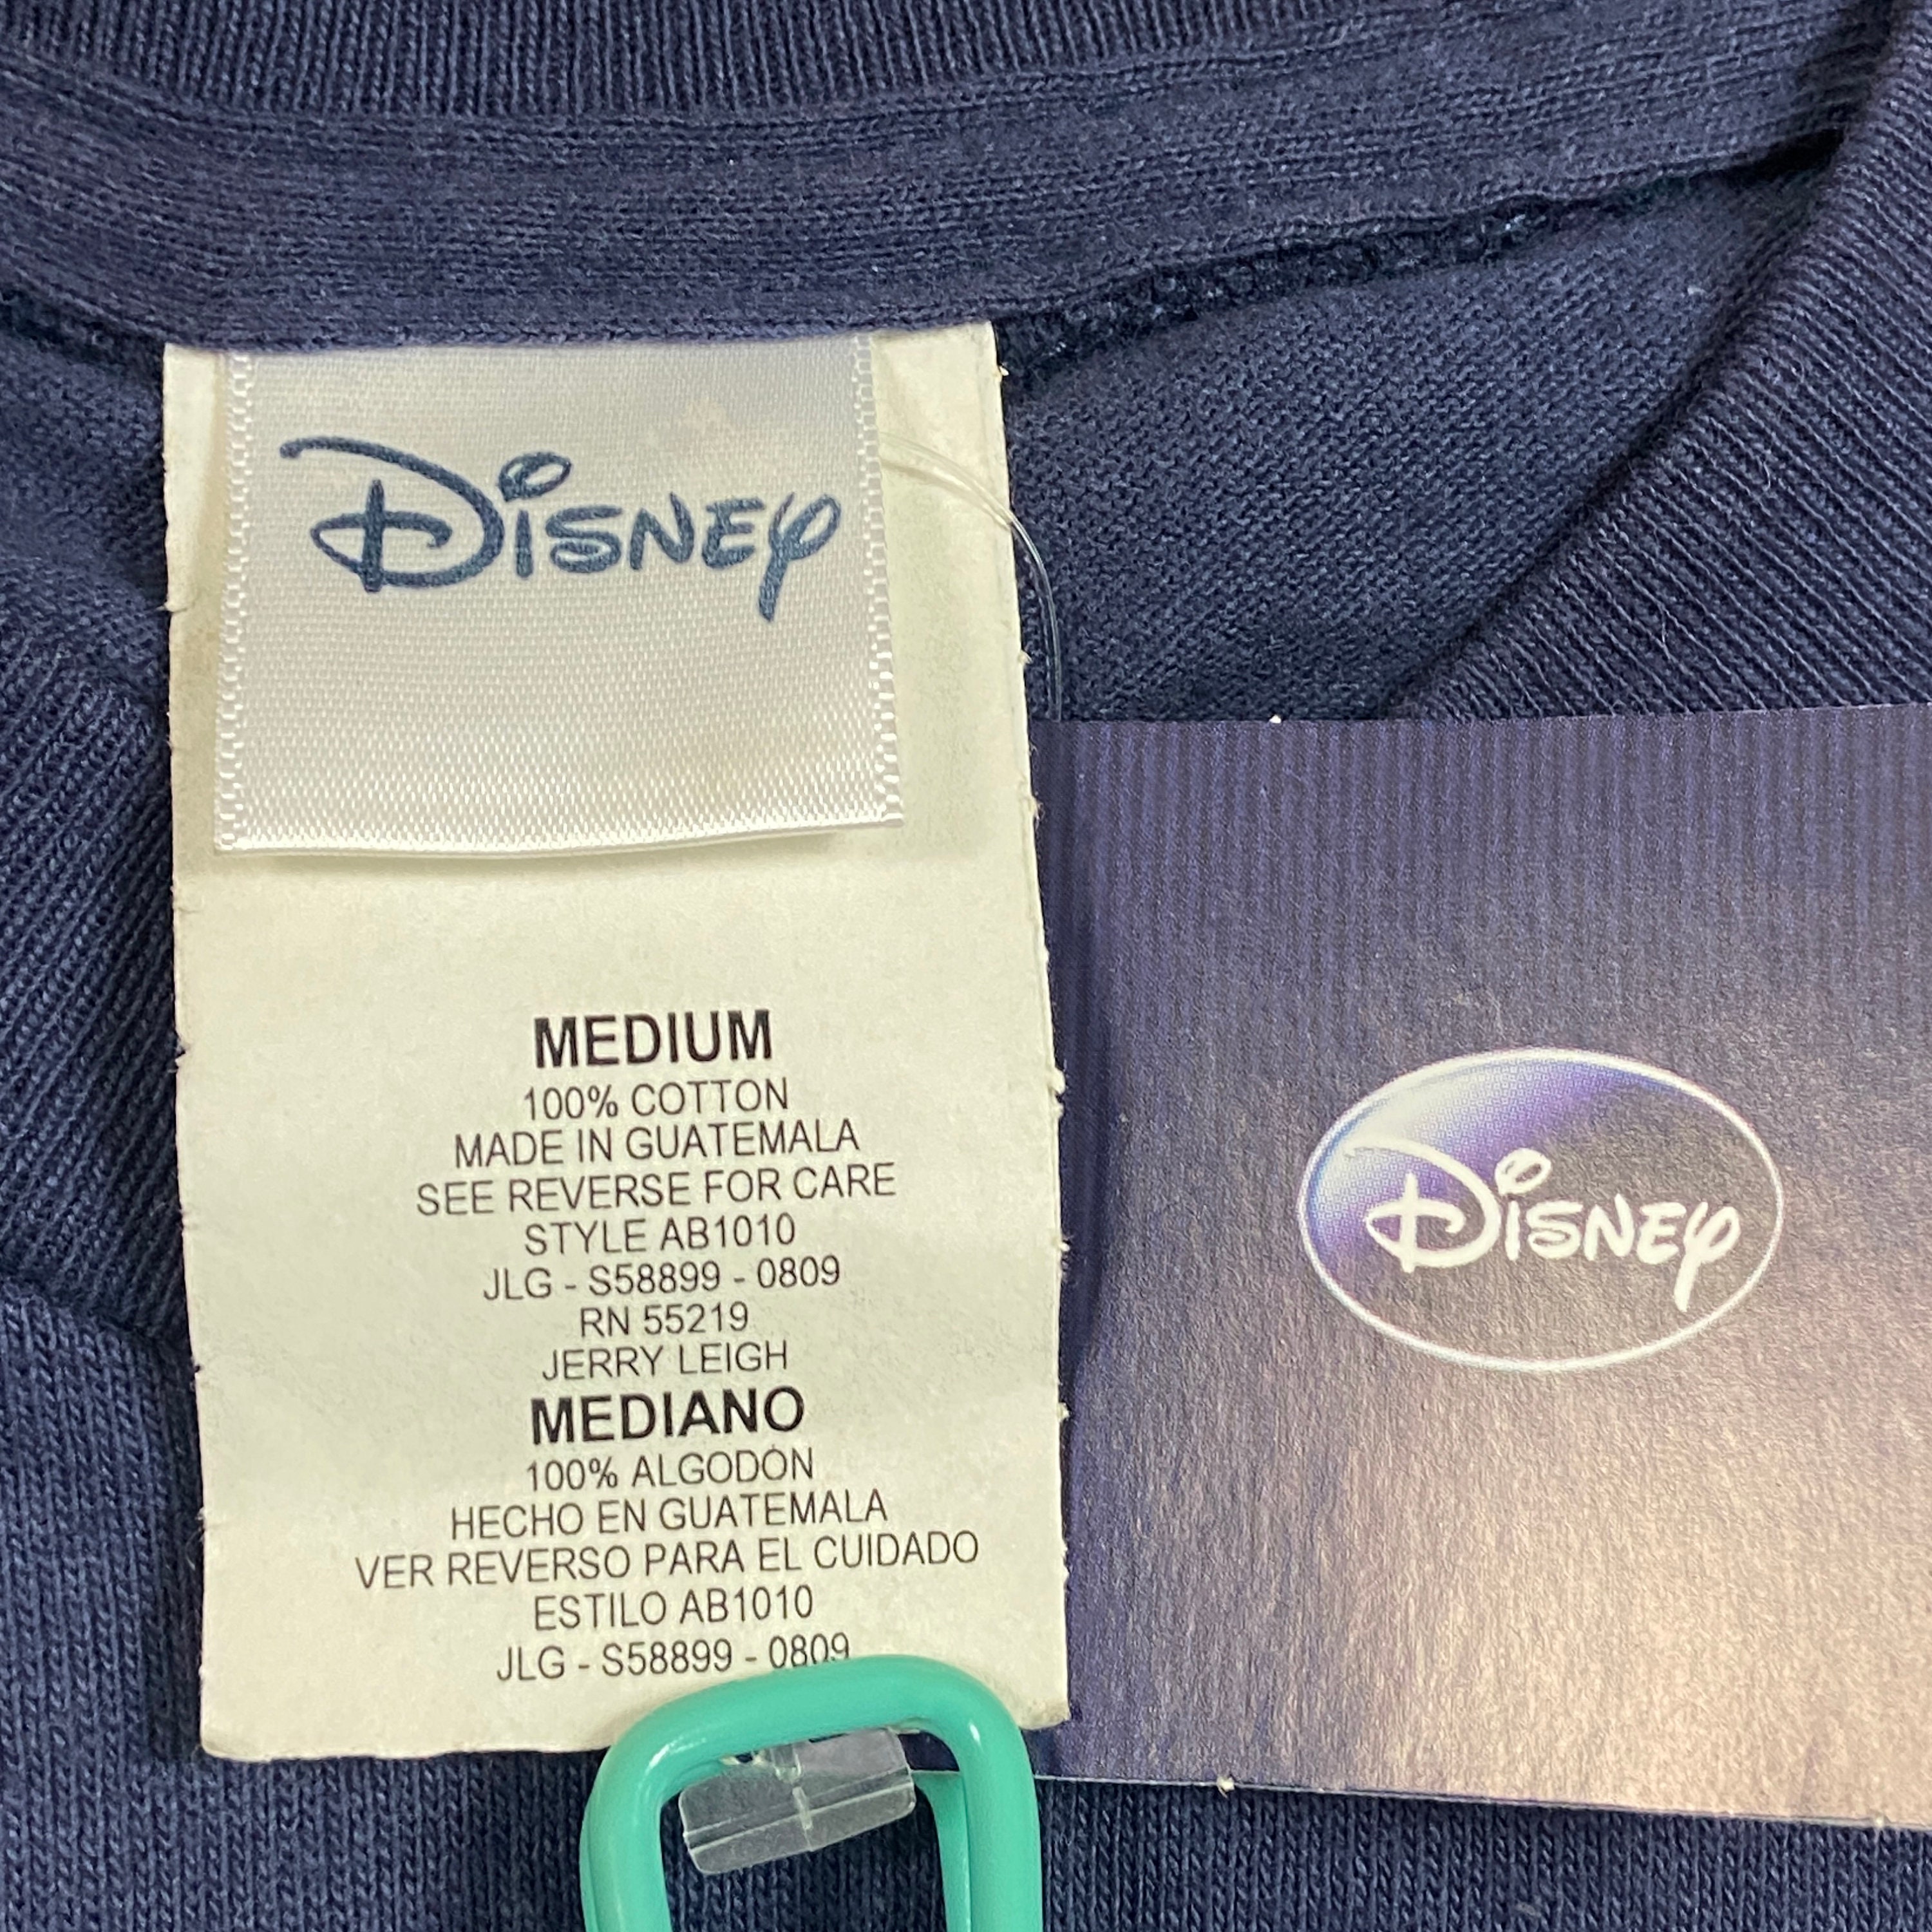 Disney
MEDIUM
100% COTTON
MADE IN GUATEMALA
SEE REVERSE FOR CARE
STYLE AB1010
JLG - S58899 - 0809
RN 55219
JERRY LEIGH
MEDIANO
100% ALGODÓN
HECHO EN GUATEMALA
VER REVERSO PARA EL CUIDADO
ESTILO AB1010
JLG - S58899 - 0809
Disney